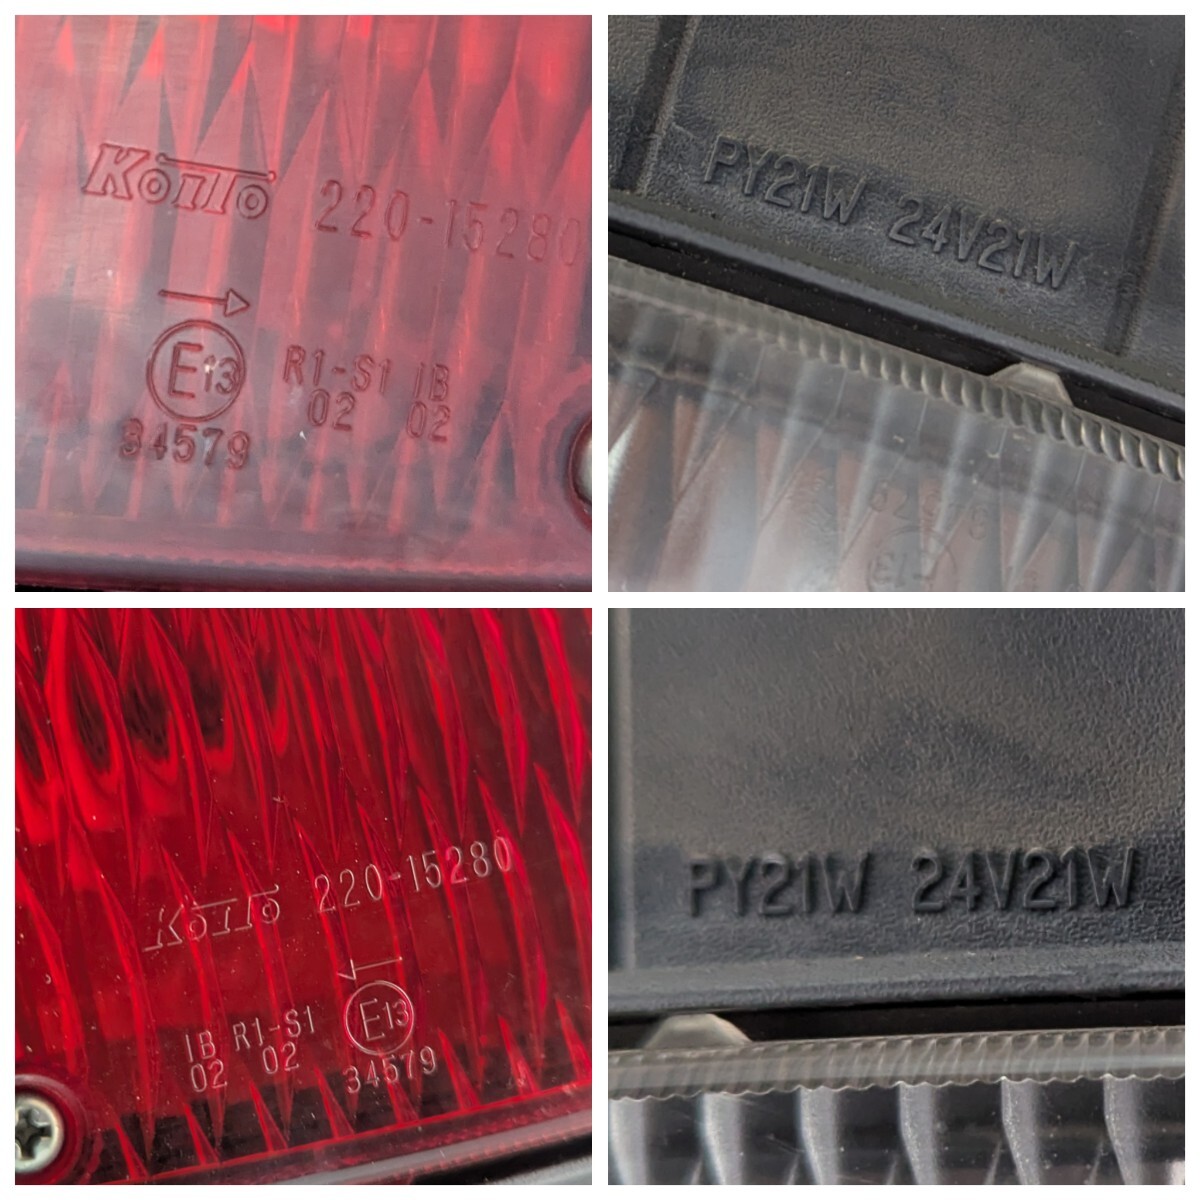 KOITO 220-15280
E13 R1-S1 IB
02 02
34579
PY21W 24V21W
KOITO 220-15280
IB R1-S1 E13
02 02
34579
PY21W 24V21W